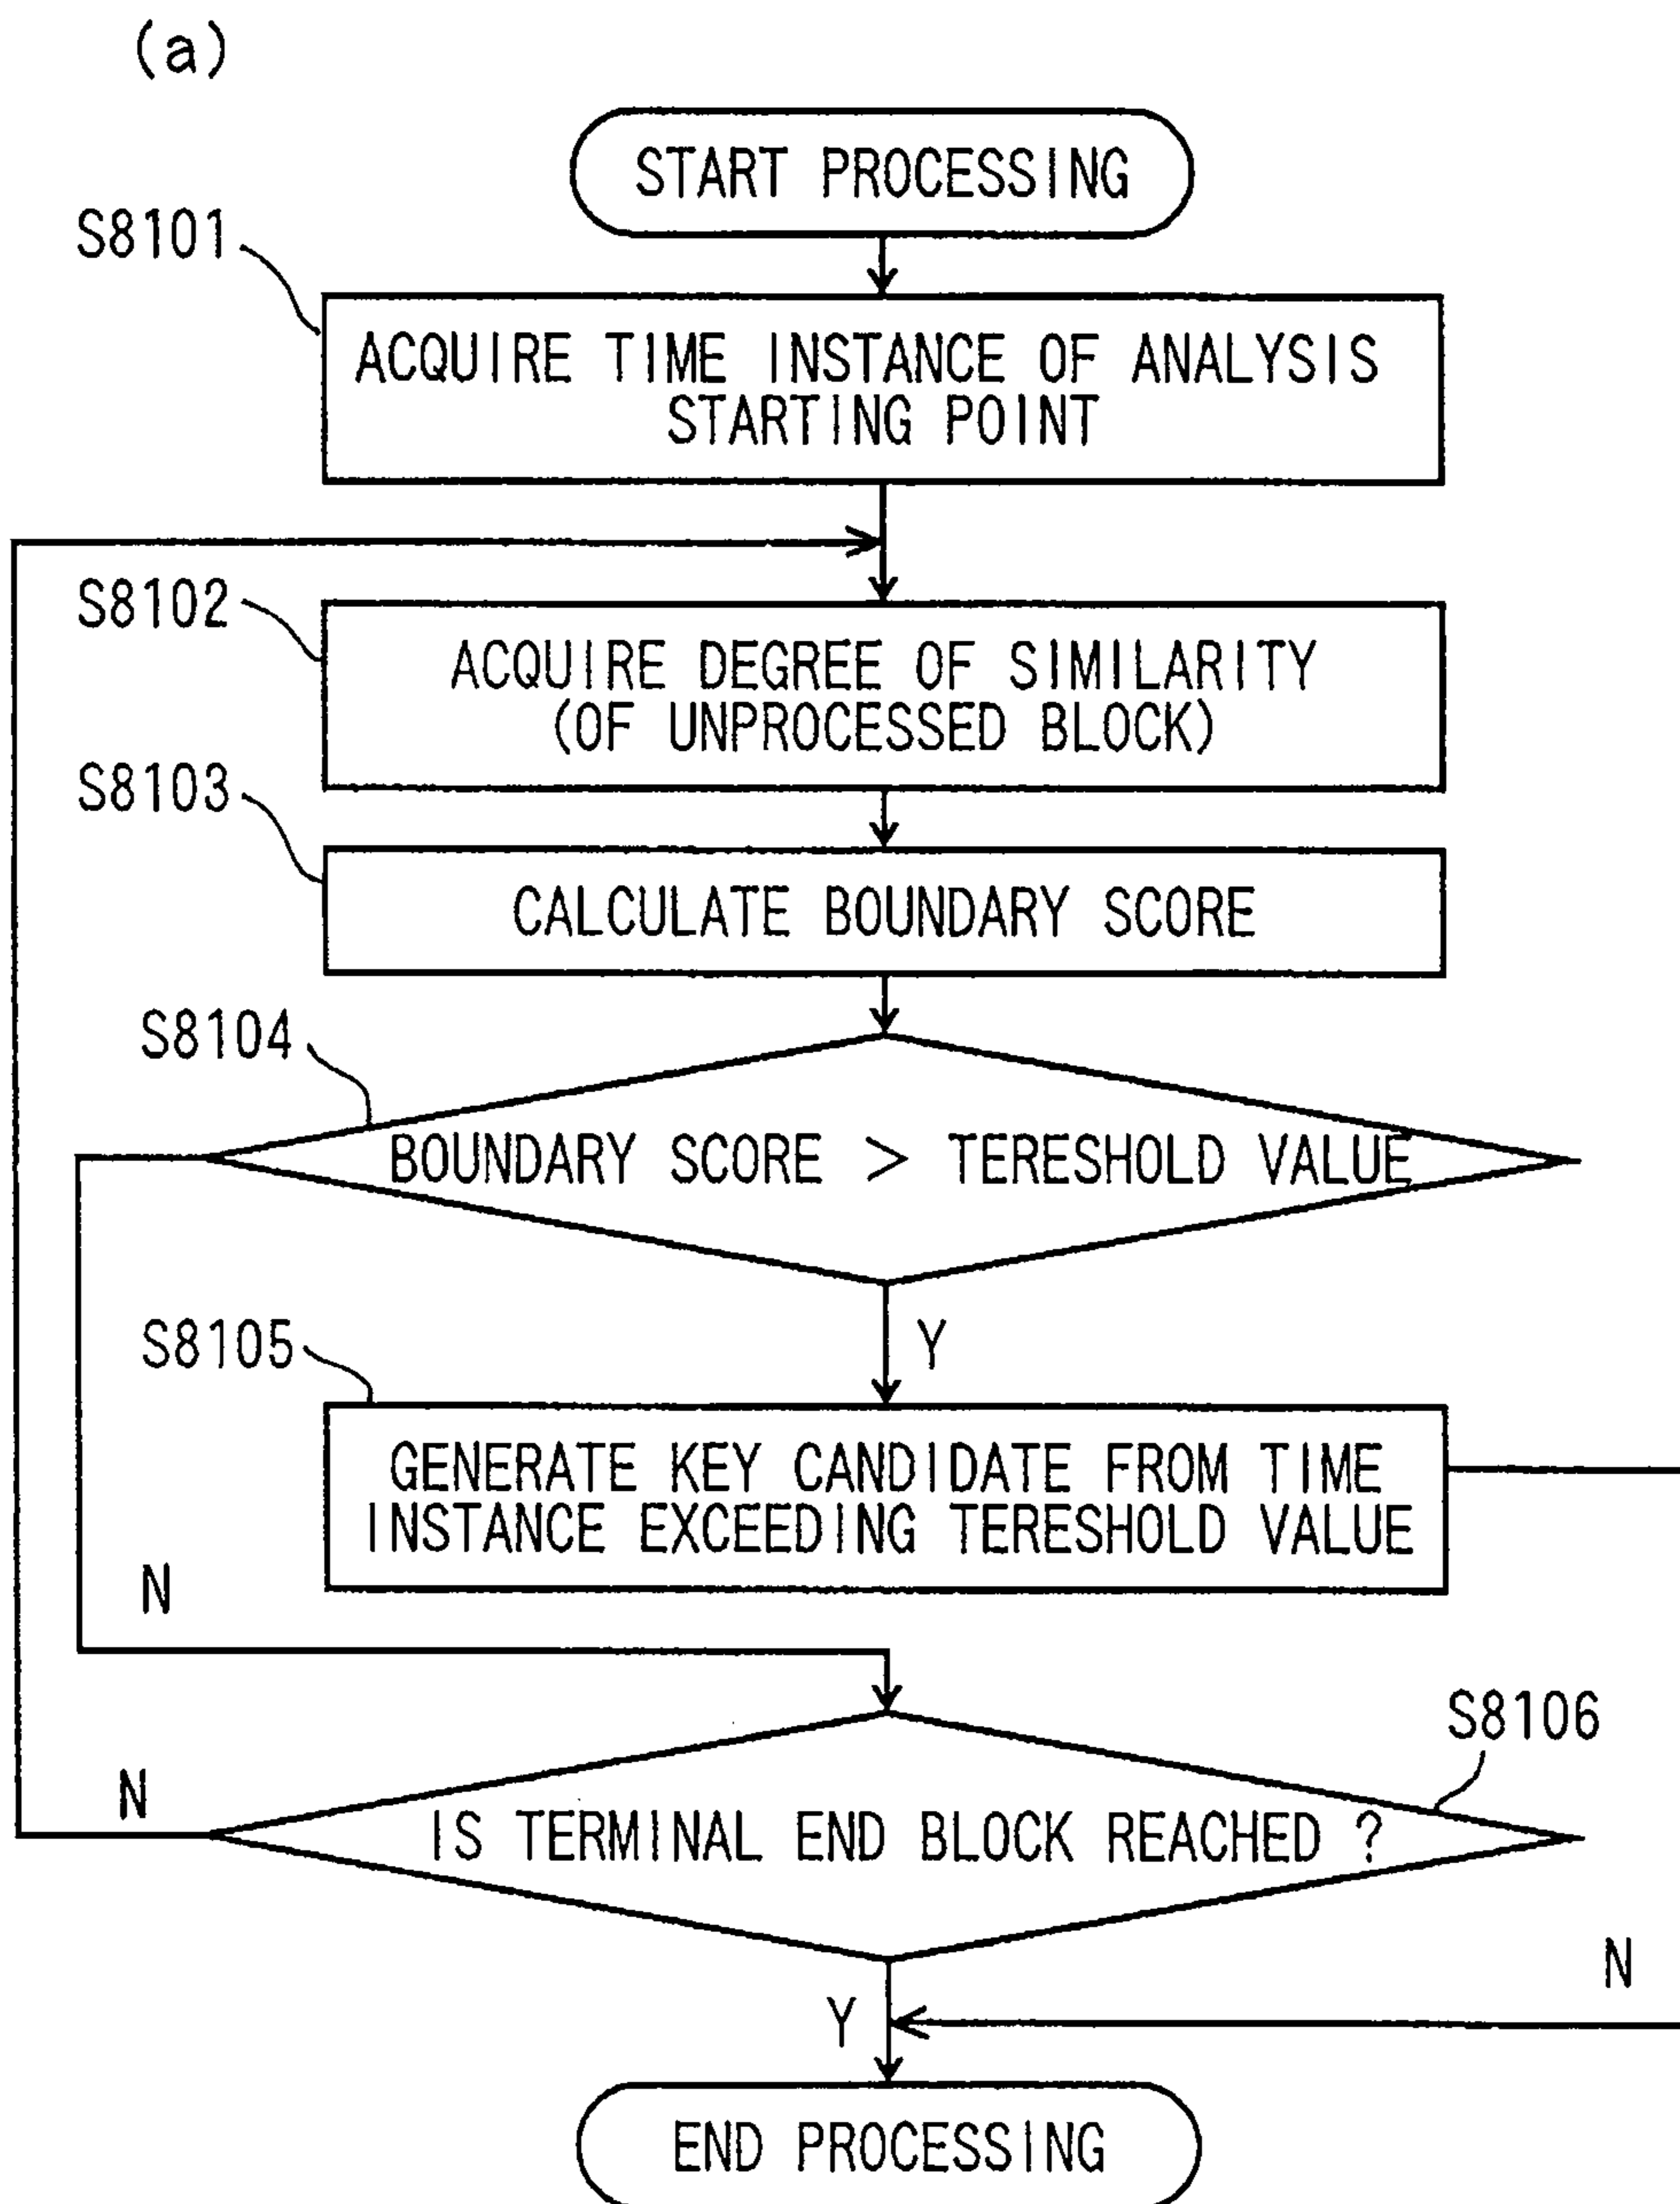 (a)
START PROCESSING
S8101
ACQUIRE TIME INSTANCE OF ANALYSIS
STARTING POINT
S8102
ACQUIRE DEGREE OF SIMILARITY
(OF UNPROCESSED BLOCK)
S8103
CALCULATE BOUNDARY SCORE
S8104
BOUNDARY SCORE > TERESHOLD VALUE
Y
S8105
GENERATE KEY CANDIDATE FROM TIME
INSTANCE EXCEEDING TERESHOLD VALUE
N
S8106
N
IS TERMINAL END BLOCK REACHED ?
N
Y
END PROCESSING